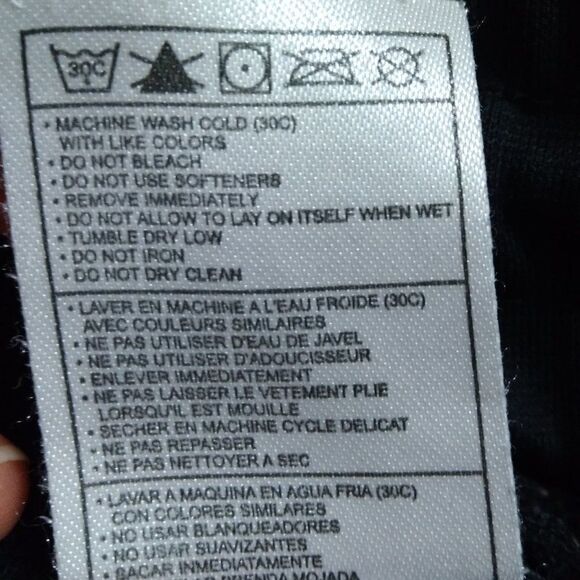 30C
• MACHINE WASH COLD (30C)
WITH LIKE COLORS
• DO NOT BLEACH
• DO NOT USE SOFTENERS
• REMOVE IMMEDIATELY
• DO NOT ALLOW TO LAY ON ITSELF WHEN WET
• TUMBLE DRY LOW
• DO NOT IRON
• DO NOT DRY CLEAN
• LAVER EN MACHINE A L'EAU FROIDE (30C)
AVEC COULEURS SIMILAIRES
• NE PAS UTILISER D'EAU DE JAVEL
• NE PAS UTILISER D'ADOUCISSEUR
• ENLEVER IMMEDIATEMENT
• NE PAS LAISSER LE VETEMENT PLIE
LORSQU'IL EST MOUILLE
• SECHER EN MACHINE CYCLE DELICAT
• NE PAS REPASSER
• NE PAS NETTOYER A SEC
• LAVAR A MAQUINA EN AGUA FRIA (30C)
CON COLORES SIMILARES
• NO USAR BLANQUEADORES
• NO USAR SUAVIZANTES
• SACAR INMEDIATAMENTE
PRENDA MOJADA